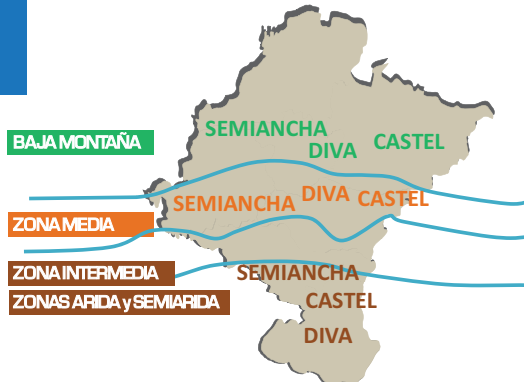 BAJA MONTAÑA
SEMIANCHA
DIVA
CASTEL
ZONA MEDIA
SEMIANCHA
DIVA
CASTEL
ZONA INTERMEDIA
ZONAS ARIDA y SEMIARIDA
SEMIANCHA
CASTEL
DIVA